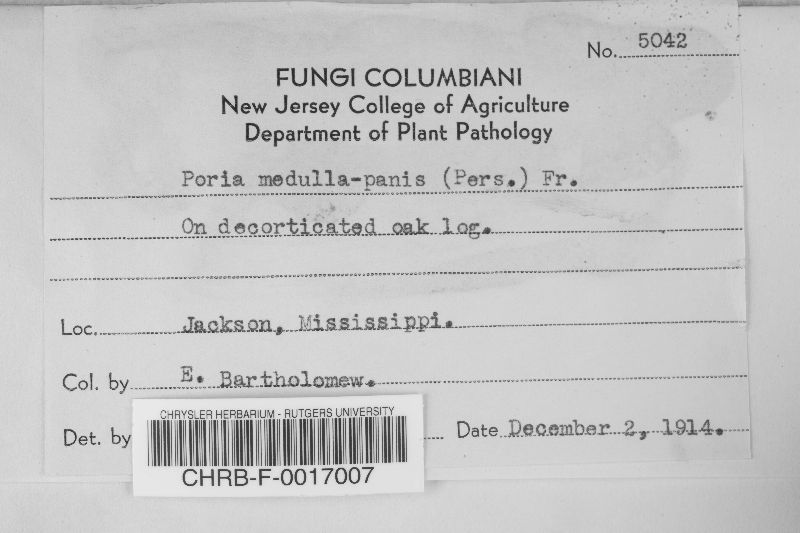 No. 5042
FUNGI COLUMBIANI
New Jersey College of Agriculture
Department of Plant Pathology
Poria medulla-panis (Pers.) Fr.
On decorticated oak log.
Loc. Jackson, Mississippi.
Col. by E. Bartholomew.
Det. by Date December 2, 1914.
CHRYSLER HERBARIUM - RUTGERS UNIVERSITY
CHRB-F-0017007